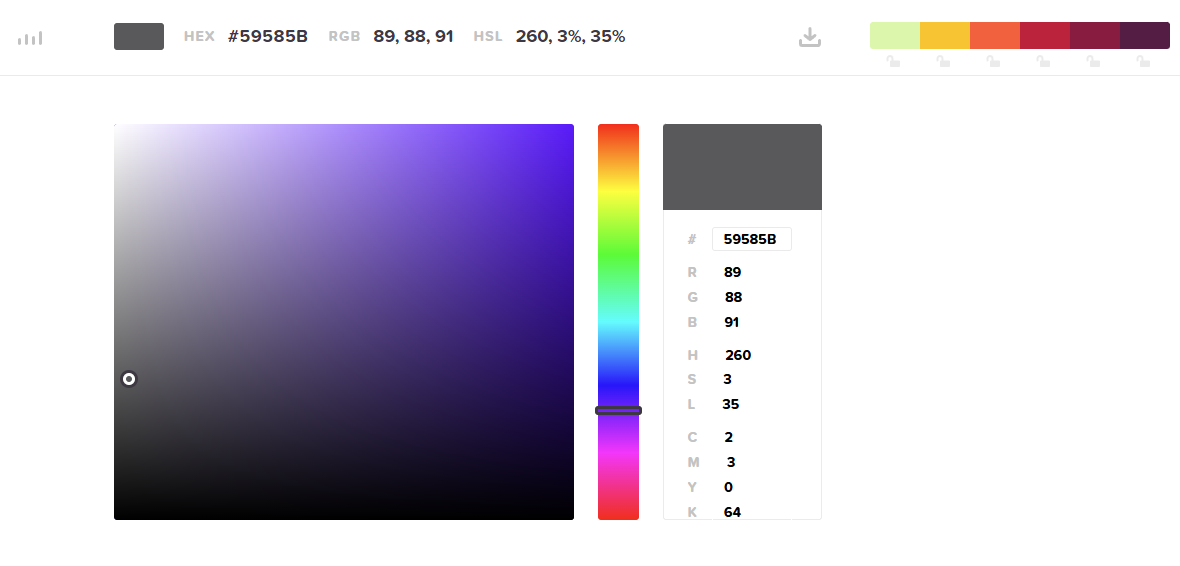 HEX #59585B RGB 89, 88, 91 HSL 260, 3%, 35%
# 59585B
R 89
G 88
B 91
H 260
S 3
L 35
C 2
M 3
Y 0
K 64